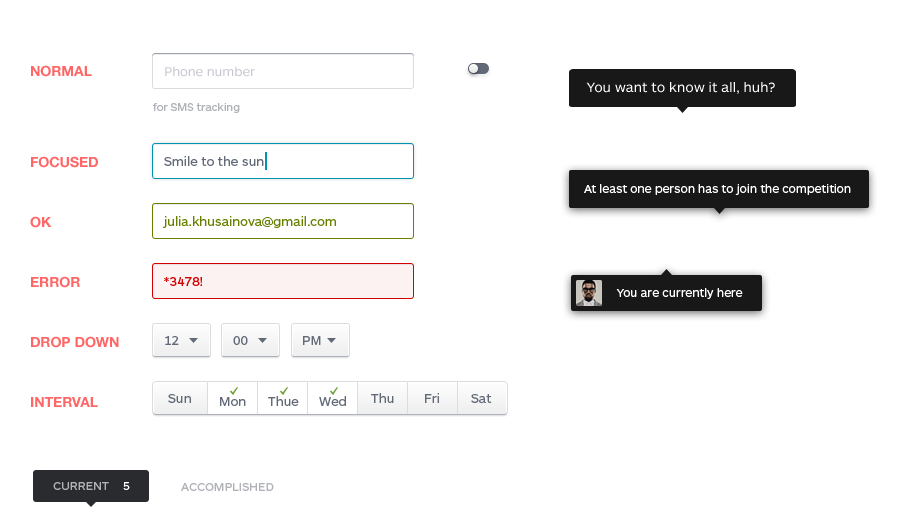 NORMAL
Phone number
for SMS tracking
You want to know it all, huh?
FOCUSED
Smile to the sun
At least one person has to join the competition
OK
julia.khusainova@gmail.com
ERROR
*3478!
You are currently here
DROP DOWN
12
00
PM
INTERVAL
Sun
Mon
Thue
Wed
Thu
Fri
Sat
CURRENT 5
ACCOMPLISHED